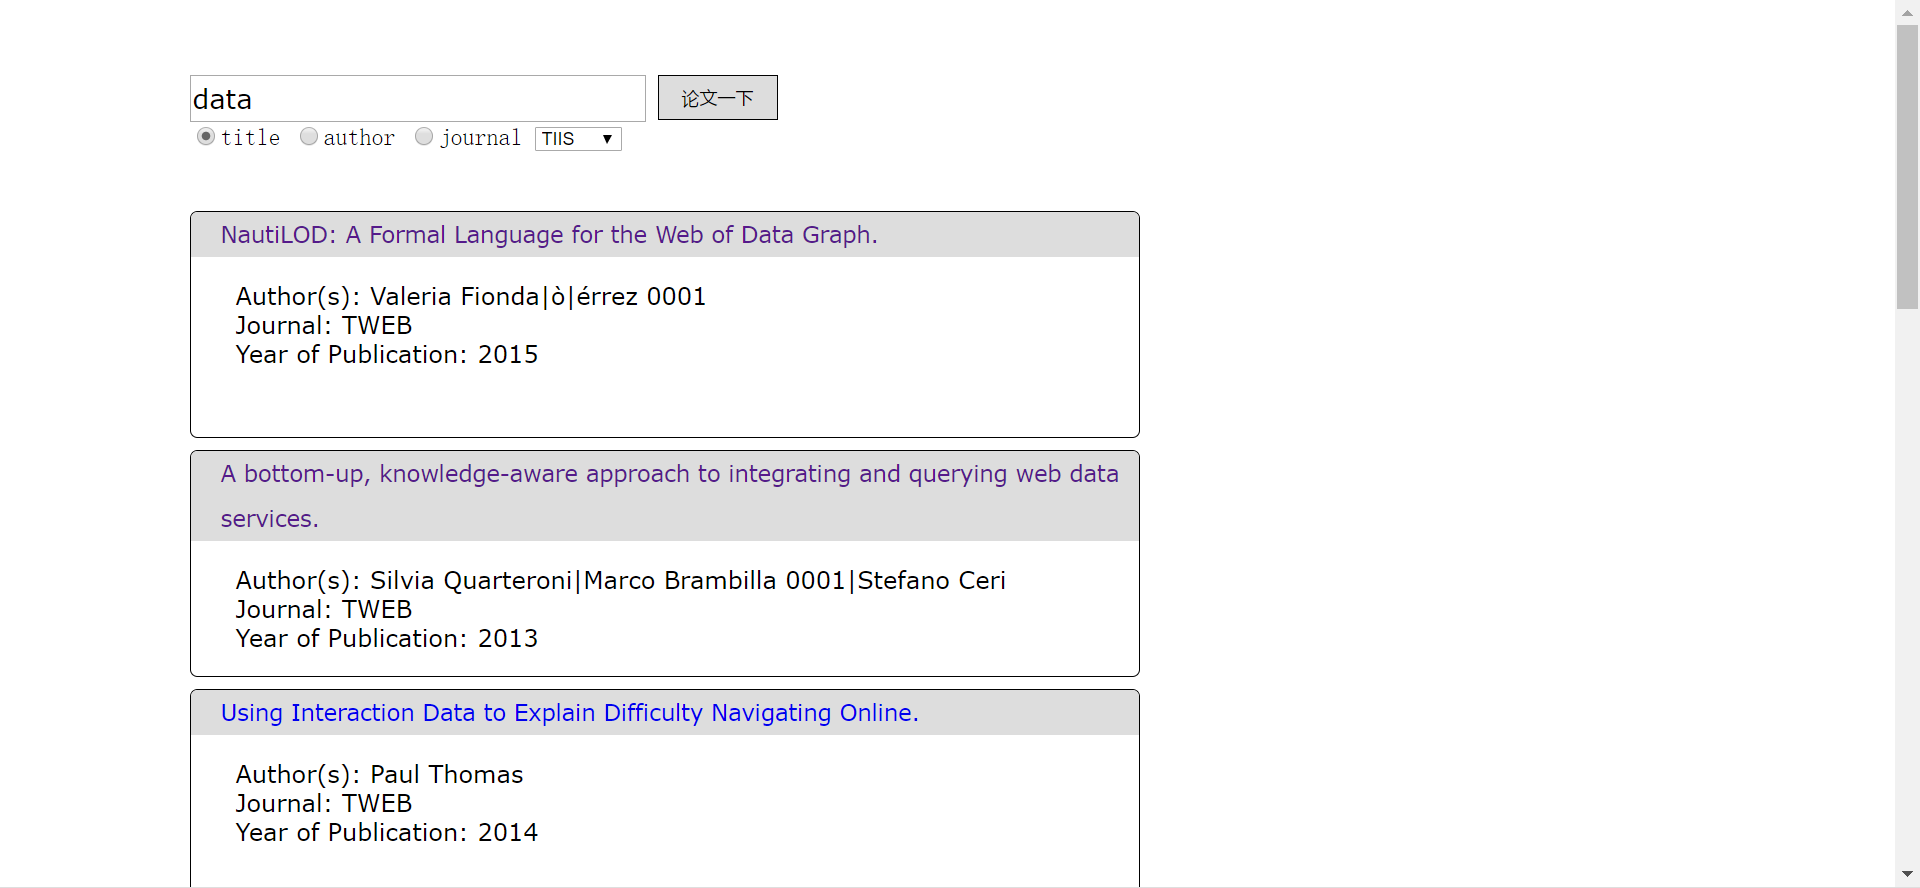 data
论文一下
title author journal TIIS
NautiLOD: A Formal Language for the Web of Data Graph.
Author(s): Valeria Fionda|ò|érrez 0001
Journal: TWEB
Year of Publication: 2015
A bottom-up, knowledge-aware approach to integrating and querying web data
services.
Author(s): Silvia Quarteroni|Marco Brambilla 0001|Stefano Ceri
Journal: TWEB
Year of Publication: 2013
Using Interaction Data to Explain Difficulty Navigating Online.
Author(s): Paul Thomas
Journal: TWEB
Year of Publication: 2014